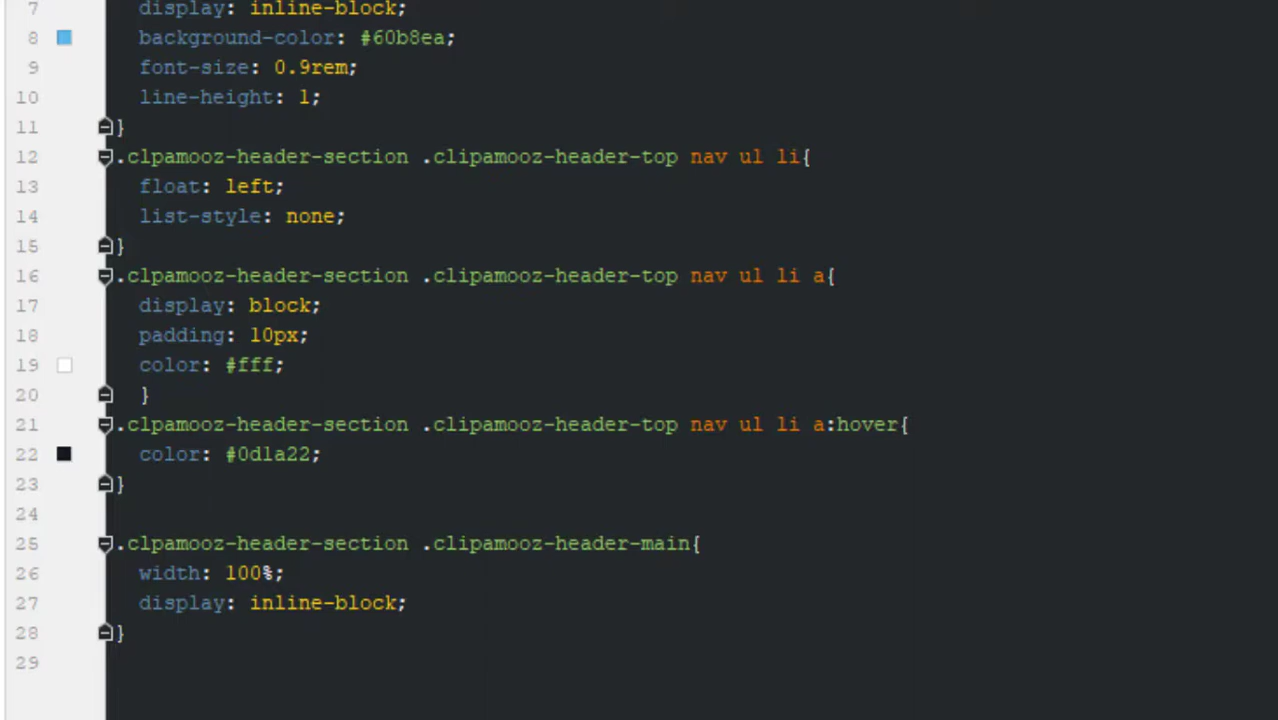 7 display: inline-block;
8 background-color: #60b8ea;
9 font-size: 0.9rem;
10 line-height: 1;
11 }
12 .clpamooz-header-section .clipamooz-header-top nav ul li{
13 float: left;
14 list-style: none;
15 }
16 .clpamooz-header-section .clipamooz-header-top nav ul li a{
17 display: block;
18 padding: 10px;
19 color: #fff;
20 }
21 .clpamooz-header-section .clipamooz-header-top nav ul li a:hover{
22 color: #0d1a22;
23 }
24
25 .clpamooz-header-section .clipamooz-header-main{
26 width: 100%;
27 display: inline-block;
28 }
29